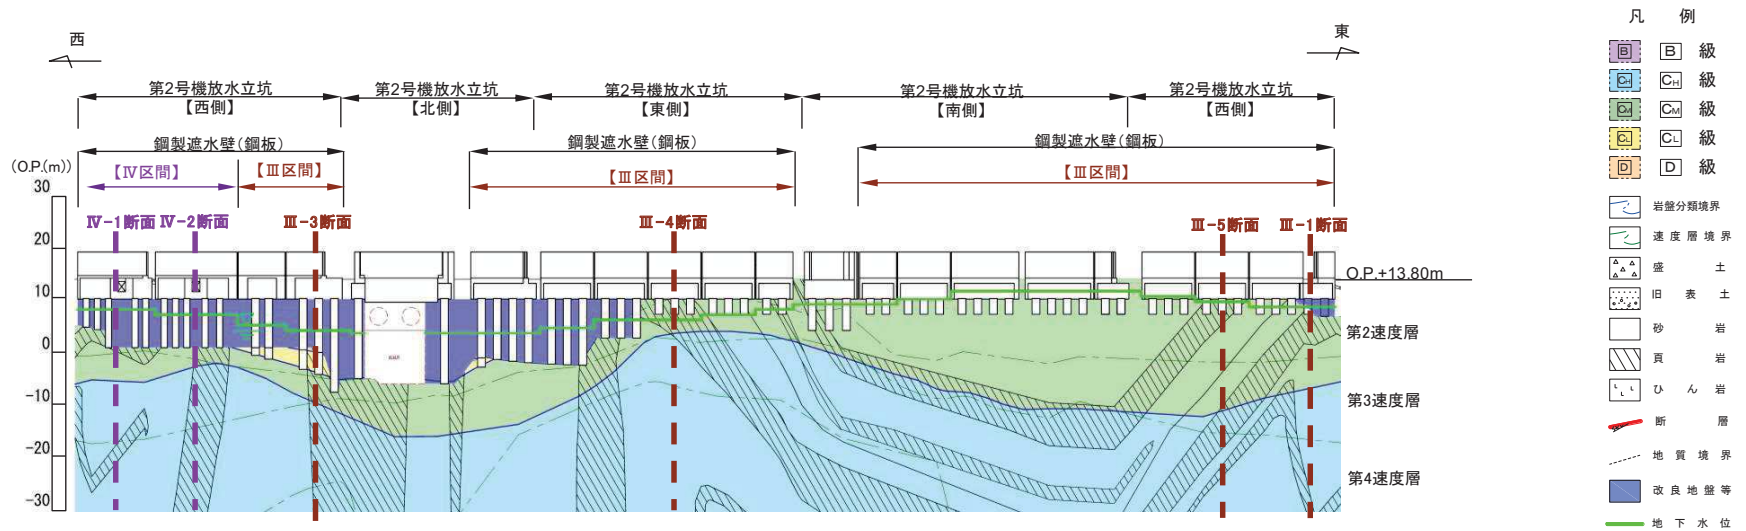 西
東
第2号機放水立坑
【西側】
第2号機放水立坑
【北側】
第2号機放水立坑
【東側】
第2号機放水立坑
【南側】
第2号機放水立坑
【西側】
鋼製遮水壁(鋼板)
鋼製遮水壁(鋼板)
鋼製遮水壁(鋼板)
(O.P.(m))
【Ⅳ区間】
【Ⅲ区間】
【Ⅲ区間】
【Ⅲ区間】
Ⅳ-1断面
Ⅳ-2断面
Ⅲ-3断面
Ⅲ-4断面
Ⅲ-5断面
Ⅲ-1断面
30
20
10
0
-10
-20
-30
O.P.+13.80m
第2速度層
第3速度層
第4速度層
凡 例
B B 級
CH CH 級
CM CM 級
CL CL 級
D D 級
岩盤分類境界
速度層境界
盛 土
旧 表 土
砂 岩
頁 岩
ひ ん 岩
断 層
地 質 境 界
改 良 地 盤 等
地 下 水 位